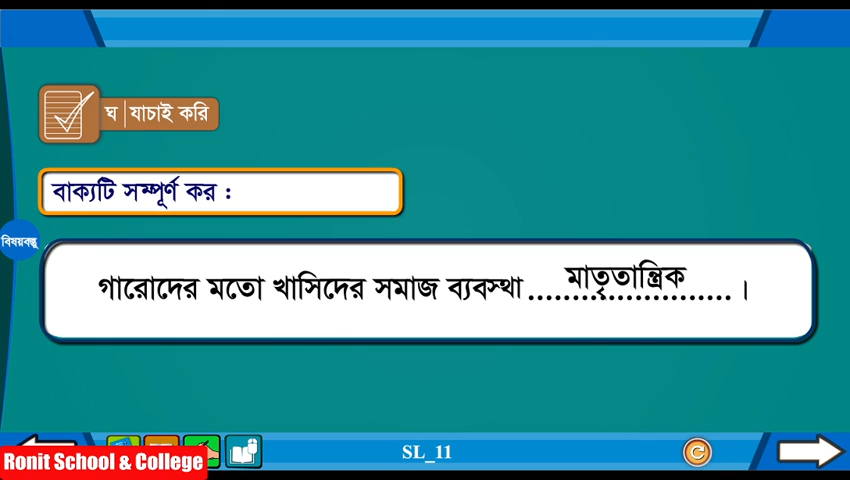 ঘ | যাচাই করি
বাক্যটি সম্পূর্ণ কর :
বিষয়বস্তু
গারোদের মতো খাসিদের সমাজ ব্যবস্থা ....মাতৃতান্ত্রিক.... ।
SL_11
Ronit School & College